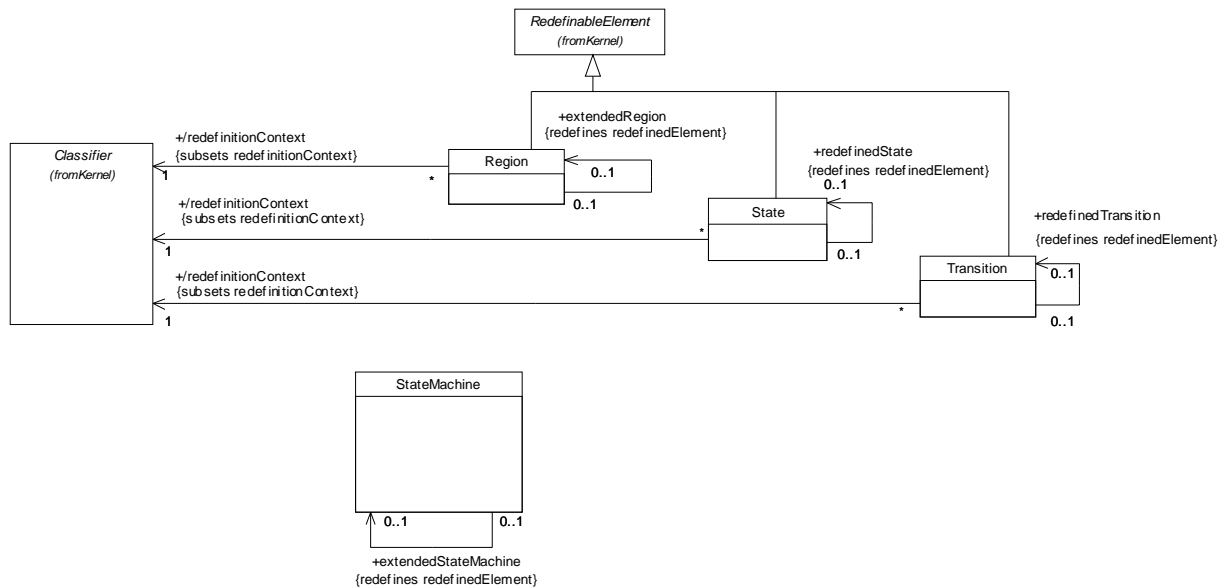 RedefinableElement
(fromKernel)
+extendedRegion
{redefines redefinedElement}
+/redefinitionContext
{subsets redefinitionContext}
Classifier
(fromKernel)
1
*
Region
0..1
0..1
+redefinedState
{redefines redefinedElement}
0..1
+/redefinitionContext
{subsets redefinitionContext}
1
*
State
0..1
+redefinedTransition
{redefines redefinedElement}
+/redefinitionContext
{subsets redefinitionContext}
1
*
Transition
0..1
0..1
StateMachine
0..1
0..1
+extendedStateMachine
{redefines redefinedElement}